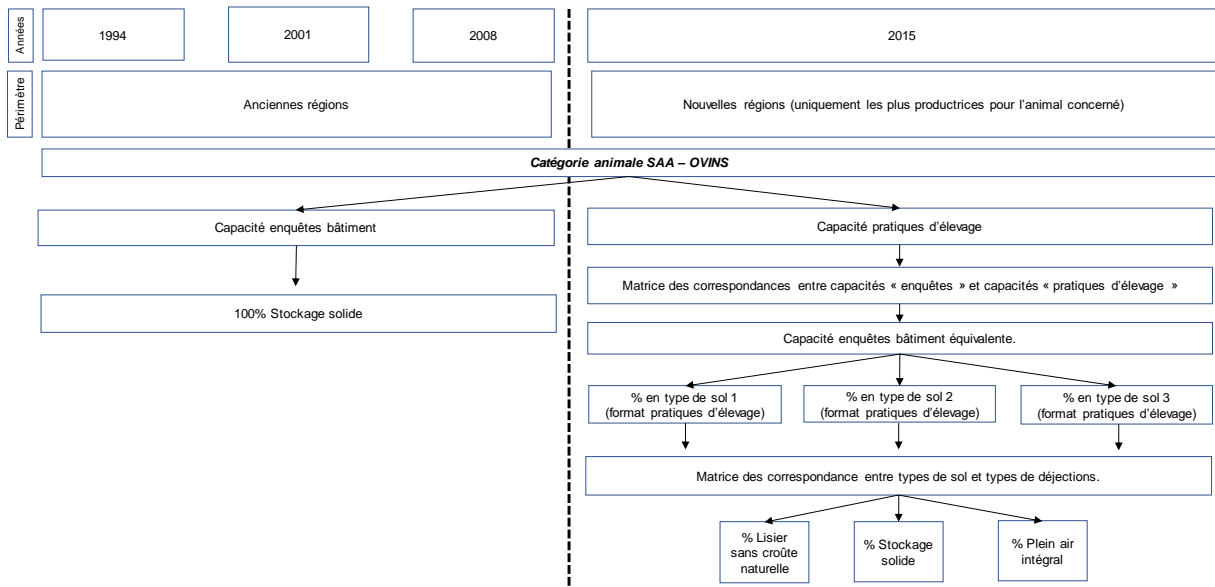 Années
1994
2001
2008
2015
Périmètre
Anciennes régions
Nouvelles régions (uniquement les plus productrices pour l'animal concerné)
Catégorie animale SAA – OVINS
Capacité enquêtes bâtiment
Capacité pratiques d'élevage
Matrice des correspondances entre capacités « enquêtes » et capacités « pratiques d'élevage »
100% Stockage solide
Capacité enquêtes bâtiment équivalente.
% en type de sol 1
(format pratiques d'élevage)
% en type de sol 2
(format pratiques d'élevage)
% en type de sol 3
(format pratiques d'élevage)
Matrice des correspondance entre types de sol et types de déjections.
% Lisier
sans croûte
naturelle
% Stockage
solide
% Plein air
intégral